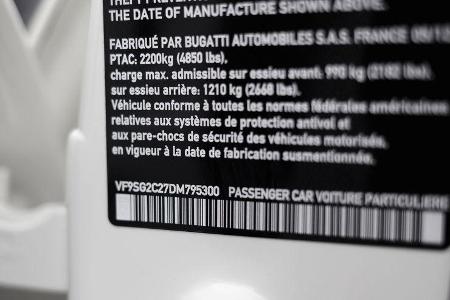 THE DATE OF MANUFACTURE SHOWN ABOVE.
FABRIQUÉ PAR BUGATTI AUTOMOBILES S.A.S. FRANCE 05/12
PTAC: 2200kg (4850 lbs),
charge max. admissible sur essieu avant: 990 kg (2182 lbs),
sur essieu arrière: 1210 kg (2668 lbs).
Véhicule conforme à toutes les normes fédérales américaines
relatives aux systèmes de protection antivol et
aux pare-chocs de sécurité des véhicules motorisés,
en vigueur à la date de fabrication susmentionnée.
VF9SG2C27DM795300 PASSENGER CAR VOITURE PARTICULIERE